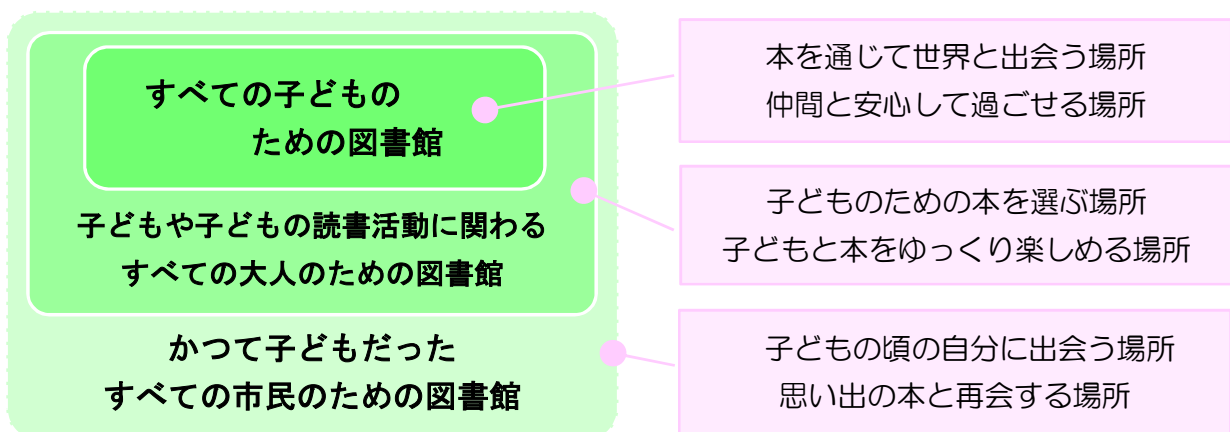 すべての子どもの
ための図書館
本を通じて世界と出会う場所
仲間と安心して過ごせる場所
子どもや子どもの読書活動に関わる
すべての大人のための図書館
子どものための本を選ぶ場所
子どもと本をゆっくり楽しめる場所
かつて子どもだった
すべての市民のための図書館
子どもの頃の自分に出会う場所
思い出の本と再会する場所